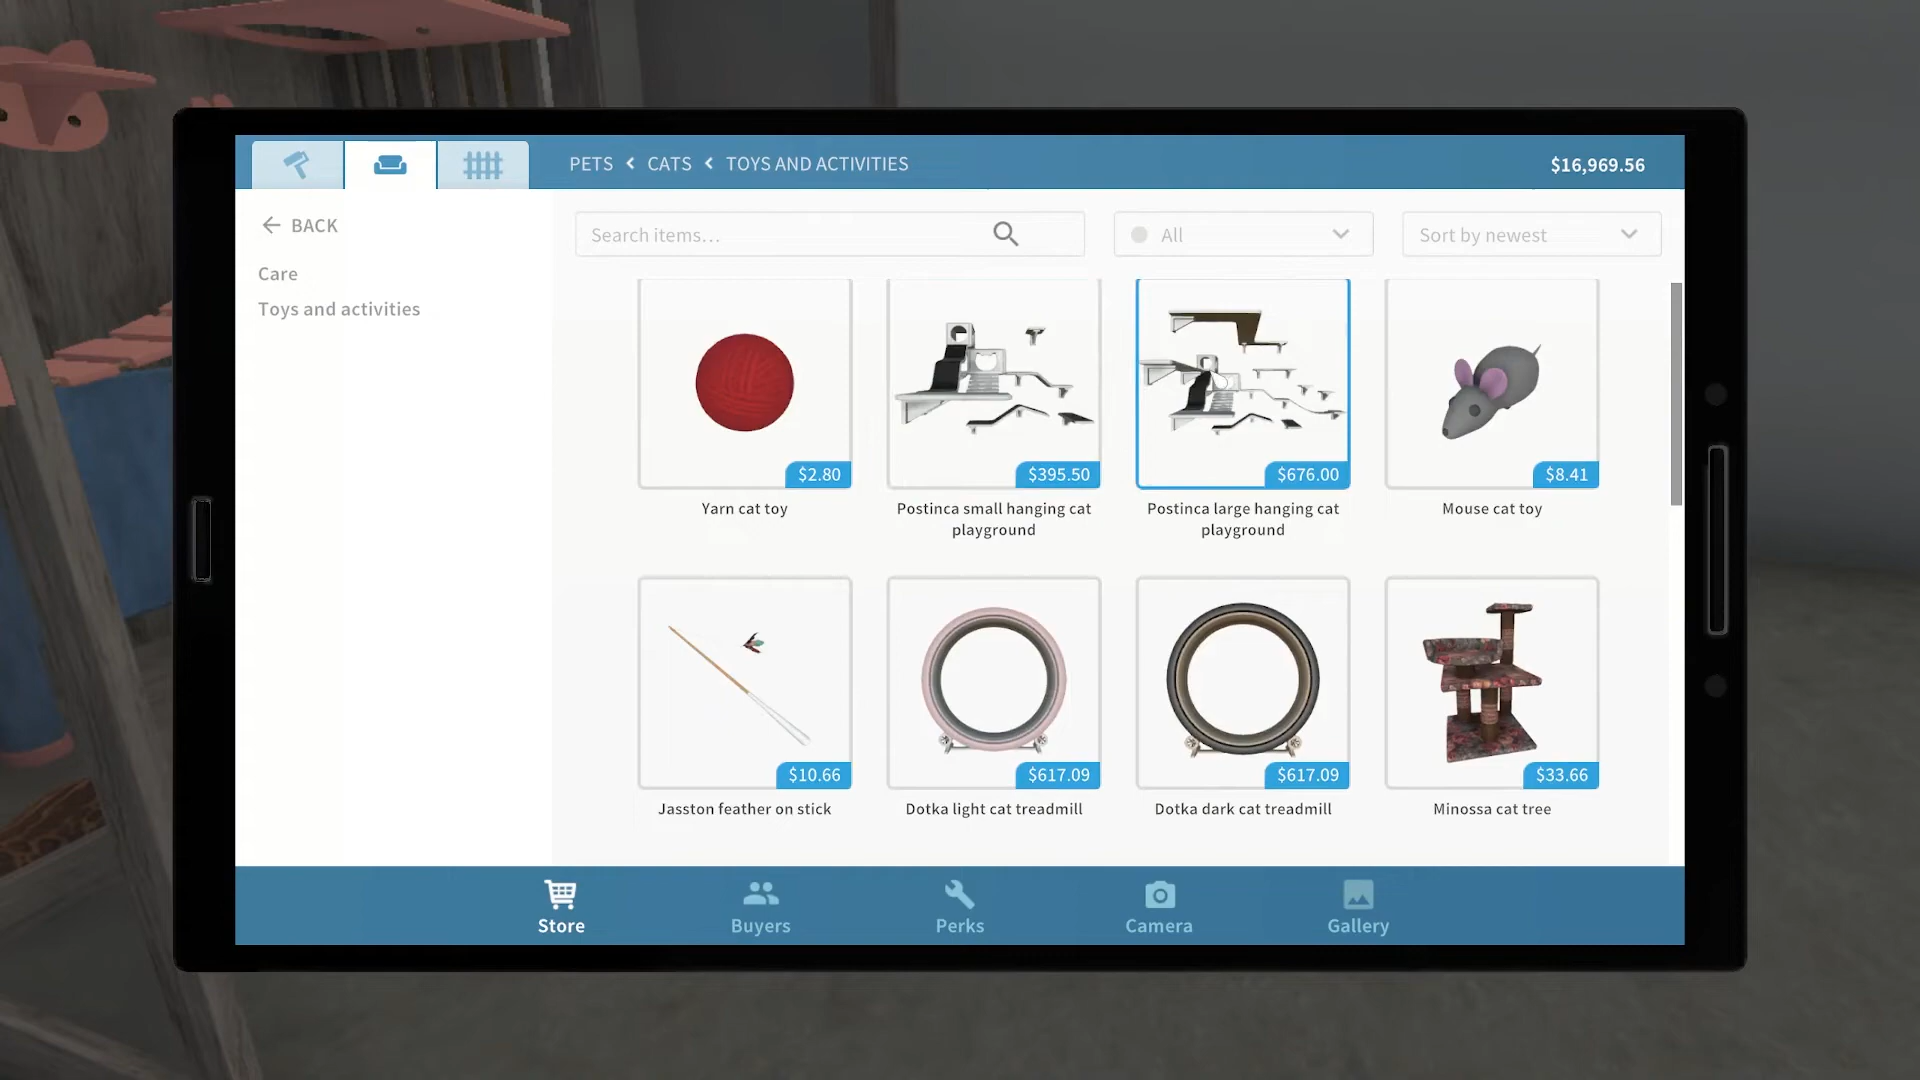 PETS < CATS < TOYS AND ACTIVITIES
$16,969.56
BACK
Care
Toys and activities
Search items...
All
Sort by newest
$2.80
$395.50
$676.00
$8.41
Yarn cat toy
Postinca small hanging cat
playground
Postinca large hanging cat
playground
Mouse cat toy
$10.66
$617.09
$617.09
$33.66
Jasston feather on stick
Dotka light cat treadmill
Dotka dark cat treadmill
Minossa cat tree
Store
Buyers
Perks
Camera
Gallery